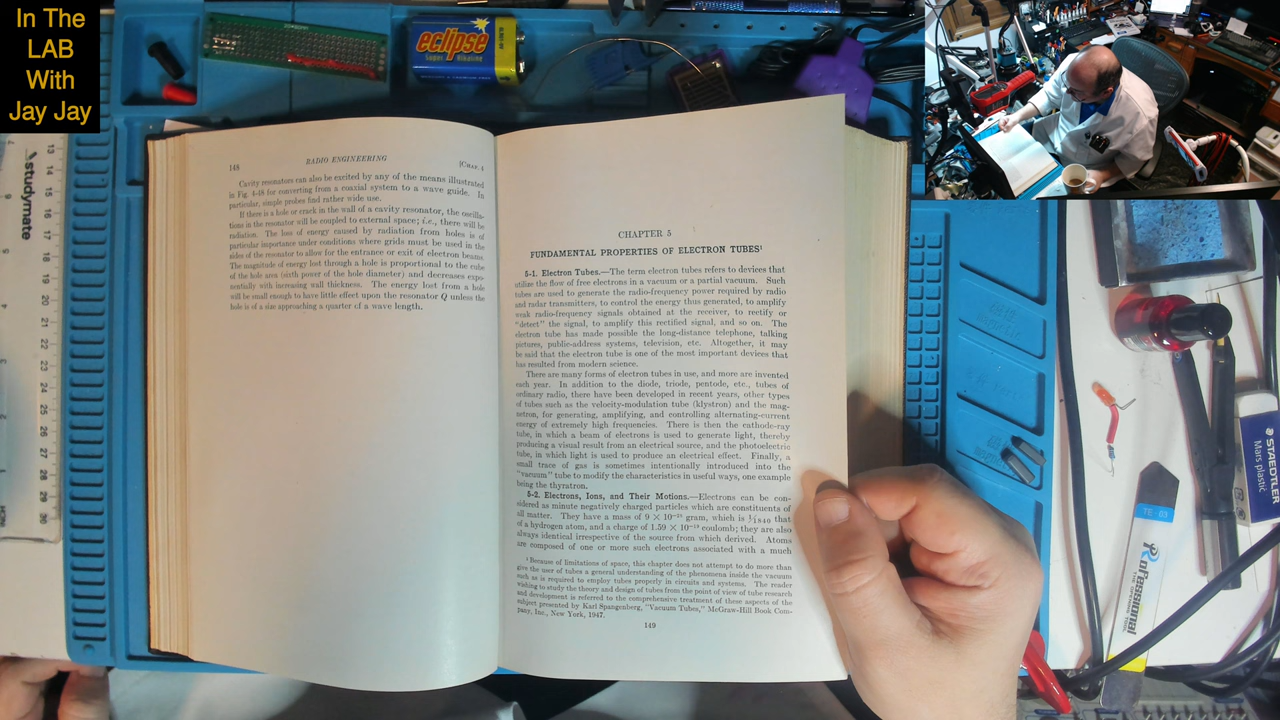 In The
LAB
With
Jay Jay
eclipse
148
RADIO ENGINEERING
[CHAP. 4
Cavity resonators can also be excited by any of the means illustrated
in Fig. 4-18 for converting from a coaxial system to a wave guide. In
particular, simple probes find rather wide use.
If there is a hole or crack in the wall of a cavity resonator, the oscilla-
tions in the resonator will be coupled to external space; i.e., there will be
radiation. The loss of energy caused by radiation from holes is of
particular importance under conditions where grids must be used in the
sides of the resonator to allow for the entrance or exit of electron beams.
The magnitude of energy lost through a hole is proportional to the cube
of the hole area (sixth power of the hole diameter) and decreases expo-
nentially with increasing wall thickness. The energy lost from a hole
will be small enough to have little effect upon the resonator Q unless the
hole is of a size approaching a quarter of a wave length.
CHAPTER 5
FUNDAMENTAL PROPERTIES OF ELECTRON TUBES¹
5-1. Electron Tubes.—The term electron tubes refers to devices that
utilize the flow of free electrons in a vacuum or a partial vacuum. Such
tubes are used to generate the radio-frequency power required by radio
and radar transmitters, to control the energy thus generated, to amplify
weak radio-frequency signals obtained at the receiver, to rectify or
"detect" the signal, to amplify this rectified signal, and so on. The
electron tube has made possible the long-distance telephone, talking
pictures, public-address systems, television, etc. Altogether, it may
be said that the electron tube is one of the most important devices that
has resulted from modern science.
There are many forms of electron tubes in use, and more are invented
each year. In addition to the diode, triode, pentode, etc., tubes of
ordinary radio, there have been developed in recent years, other types
of tubes such as the velocity-modulation tube (klystron) and the mag-
netron, for generating, amplifying, and controlling alternating-current
energy of extremely high frequencies. There is then the cathode-ray
tube, in which a beam of electrons is used to generate light, thereby
producing a visual result from an electrical source, and the photoelectric
tube, in which light is used to produce an electrical effect. Finally, a
small trace of gas is sometimes intentionally introduced into the
"vacuum" tube to modify the characteristics in useful ways, one example
being the thyratron.
5-2. Electrons, Ions, and Their Motions.—Electrons can be con-
sidered as minute negatively charged particles which are constituents of
all matter. They have a mass of 9 × 10⁻²⁸ gram, which is 1/1840 that
of a hydrogen atom, and a charge of 1.59 × 10⁻¹⁹ coulomb; they are also
always identical irrespective of the source from which derived. Atoms
are composed of one or more such electrons associated with a much
¹ Because of limitations of space, this chapter does not attempt to do more than
give the user of tubes a general understanding of the phenomena inside the vacuum
such as is required to employ tubes properly in circuits and systems. The reader
wishing to study the theory and design of tubes from the point of view of tube research
and development is referred to the comprehensive treatment of these aspects of the
subject presented by Karl Spangenberg, "Vacuum Tubes," McGraw-Hill Book Com-
pany, Inc., New York, 1947.
149
studymate
STAEDTLER
Mars plastic
TE - 03
Professional